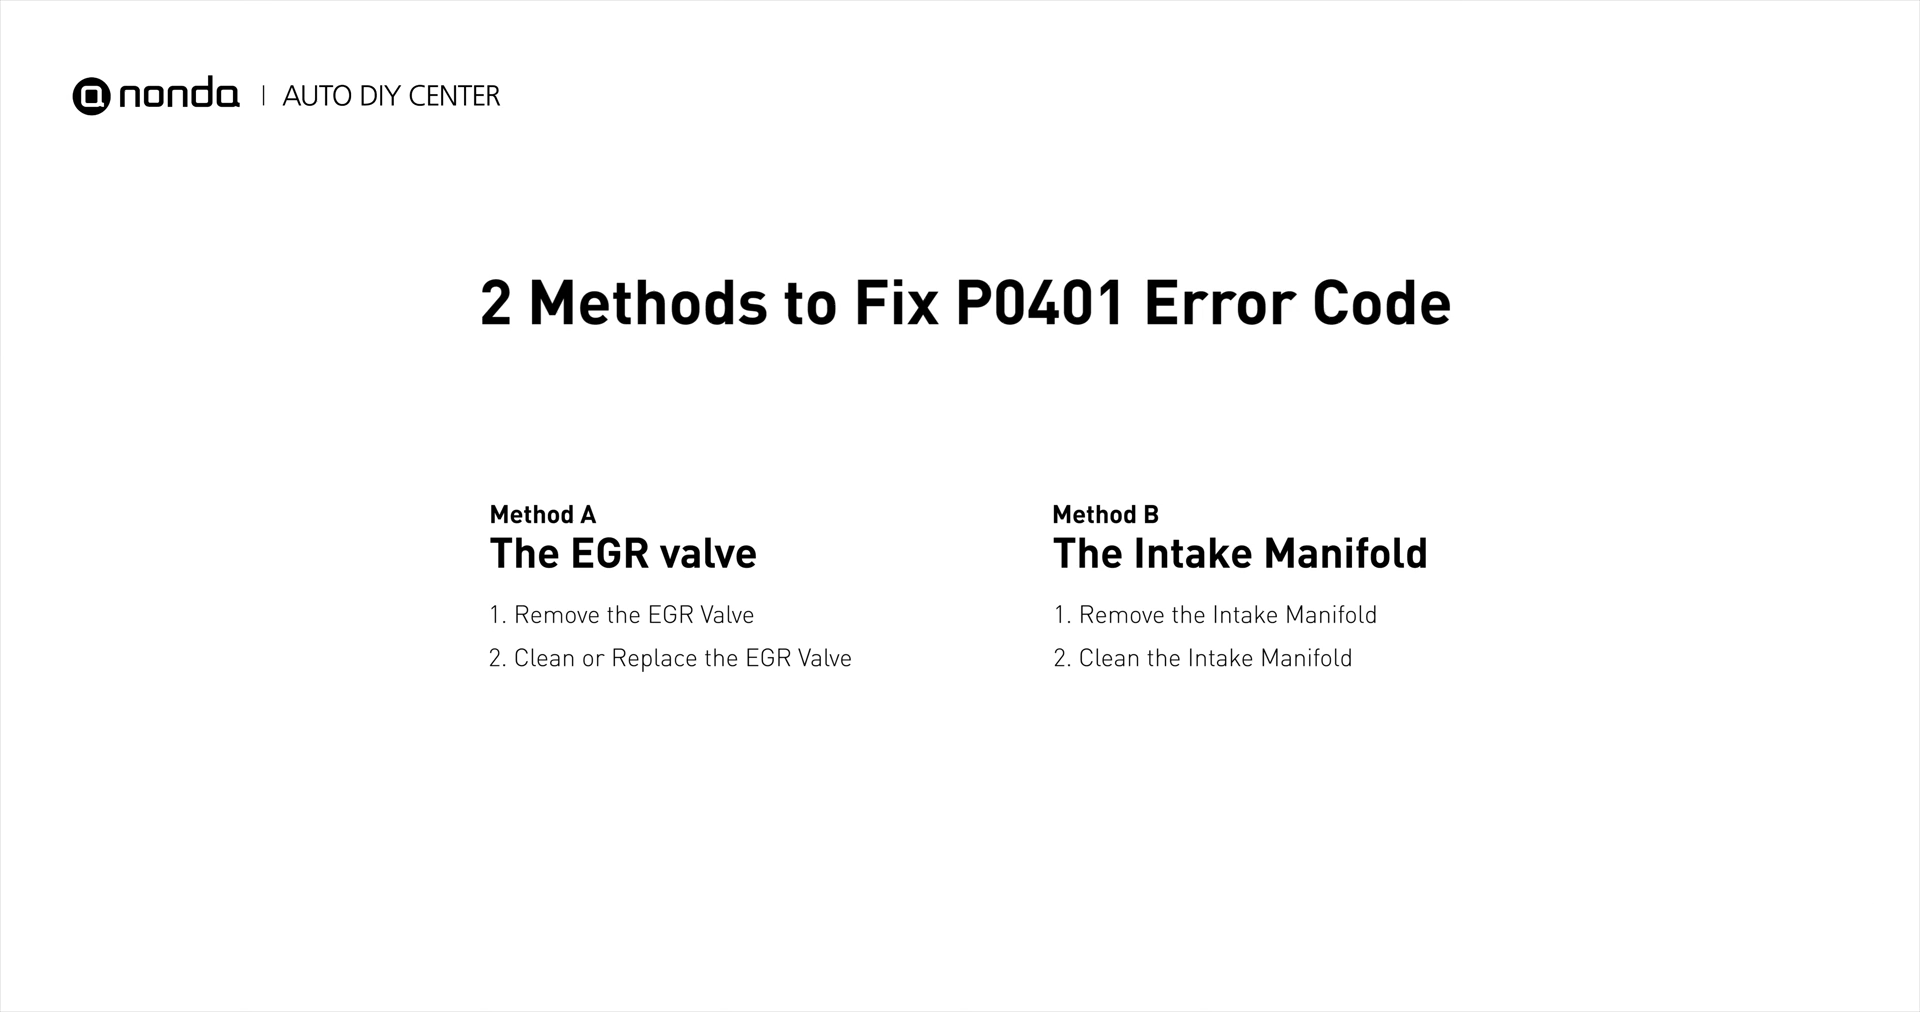 nonda | AUTO DIY CENTER
2 Methods to Fix P0401 Error Code
Method A
The EGR valve
1. Remove the EGR Valve
2. Clean or Replace the EGR Valve
Method B
The Intake Manifold
1. Remove the Intake Manifold
2. Clean the Intake Manifold